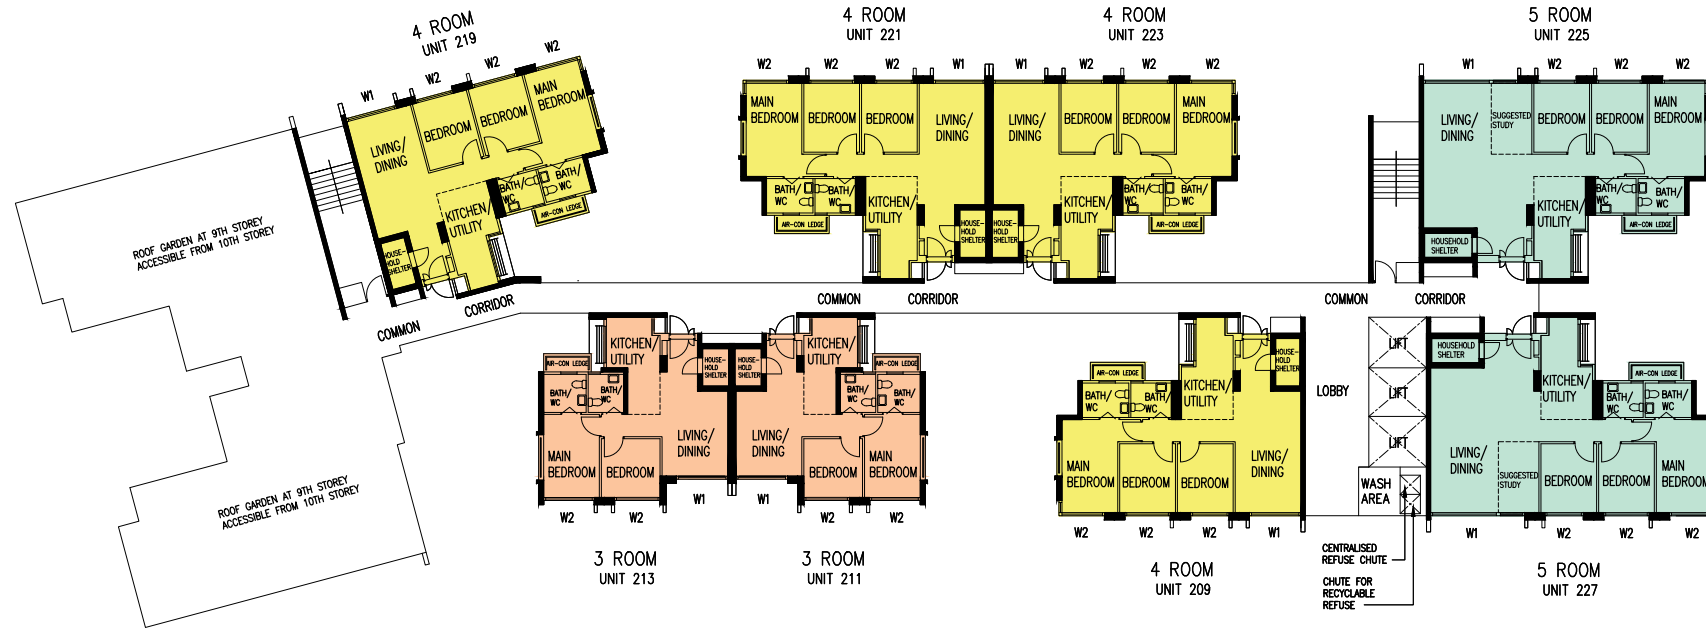 4 ROOM
UNIT 219
4 ROOM
UNIT 221
4 ROOM
UNIT 223
5 ROOM
UNIT 225
W1
W2
W2
W2
W2
W2
W2
W1
W1
W2
W2
W2
W1
W2
W2
W2
LIVING/
DINING
BEDROOM
BEDROOM
MAIN
BEDROOM
BATH/
WC
BATH/
WC
AIR-CON LEDGE
KITCHEN/
UTILITY
HOUSE-
HOLD
SHELTER
MAIN
BEDROOM
BEDROOM
BEDROOM
LIVING/
DINING
BATH/
WC
BATH/
WC
AIR-CON LEDGE
KITCHEN/
UTILITY
HOUSE-
HOLD
SHELTER
LIVING/
DINING
BEDROOM
BEDROOM
MAIN
BEDROOM
HOUSE-
HOLD
SHELTER
KITCHEN/
UTILITY
BATH/
WC
BATH/
WC
AIR-CON LEDGE
LIVING/
DINING
SUGGESTED
STUDY
BEDROOM
BEDROOM
MAIN
BEDROOM
HOUSEHOLD
SHELTER
KITCHEN/
UTILITY
BATH/
WC
BATH/
WC
AIR-CON LEDGE
ROOF GARDEN AT 9TH STOREY
ACCESSIBLE FROM 10TH STOREY
COMMON
CORRIDOR
COMMON
CORRIDOR
COMMON
CORRIDOR
ROOF GARDEN AT 9TH STOREY
ACCESSIBLE FROM 10TH STOREY
AIR-CON LEDGE
BATH/
WC
BATH/
WC
KITCHEN/
UTILITY
HOUSE-
HOLD
SHELTER
MAIN
BEDROOM
BEDROOM
LIVING/
DINING
HOUSE-
HOLD
SHELTER
KITCHEN/
UTILITY
AIR-CON LEDGE
BATH/
WC
BATH/
WC
LIVING/
DINING
BEDROOM
MAIN
BEDROOM
AIR-CON LEDGE
BATH/
WC
BATH/
WC
KITCHEN/
UTILITY
HOUSE-
HOLD
SHELTER
MAIN
BEDROOM
BEDROOM
BEDROOM
LIVING/
DINING
LOBBY
LIFT
LIFT
LIFT
WASH
AREA
HOUSEHOLD
SHELTER
KITCHEN/
UTILITY
AIR-CON LEDGE
BATH/
WC
BATH/
WC
LIVING/
DINING
SUGGESTED
STUDY
BEDROOM
BEDROOM
MAIN
BEDROOM
W2
W2
W1
W1
W2
W2
W2
W2
W2
W1
W1
W2
W2
W2
3 ROOM
UNIT 213
3 ROOM
UNIT 211
4 ROOM
UNIT 209
CENTRALISED
REFUSE CHUTE
CHUTE FOR
RECYCLABLE
REFUSE
5 ROOM
UNIT 227